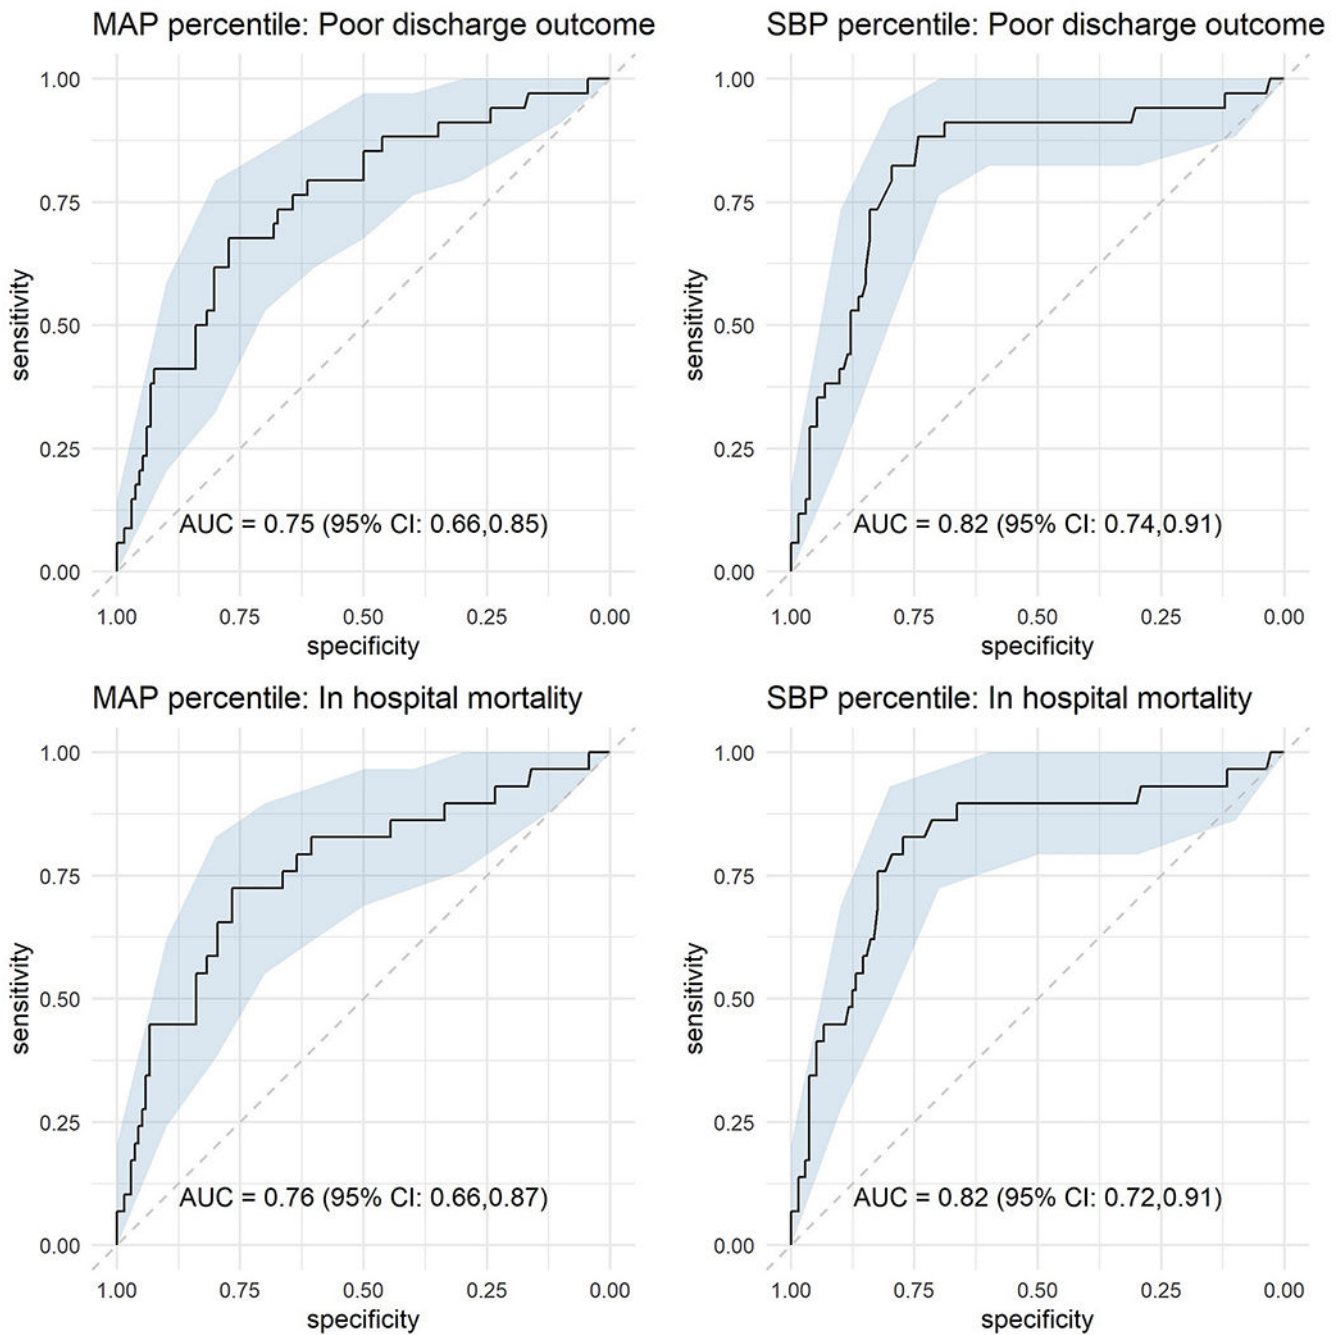 MAP percentile: Poor discharge outcome
1.00
0.75
0.50
0.25
0.00
sensitivity
AUC = 0.75 (95% CI: 0.66,0.85)
1.00 0.75 0.50 0.25 0.00
specificity
SBP percentile: Poor discharge outcome
1.00
0.75
0.50
0.25
0.00
sensitivity
AUC = 0.82 (95% CI: 0.74,0.91)
1.00 0.75 0.50 0.25 0.00
specificity
MAP percentile: In hospital mortality
1.00
0.75
0.50
0.25
0.00
sensitivity
AUC = 0.76 (95% CI: 0.66,0.87)
1.00 0.75 0.50 0.25 0.00
specificity
SBP percentile: In hospital mortality
1.00
0.75
0.50
0.25
0.00
sensitivity
AUC = 0.82 (95% CI: 0.72,0.91)
1.00 0.75 0.50 0.25 0.00
specificity